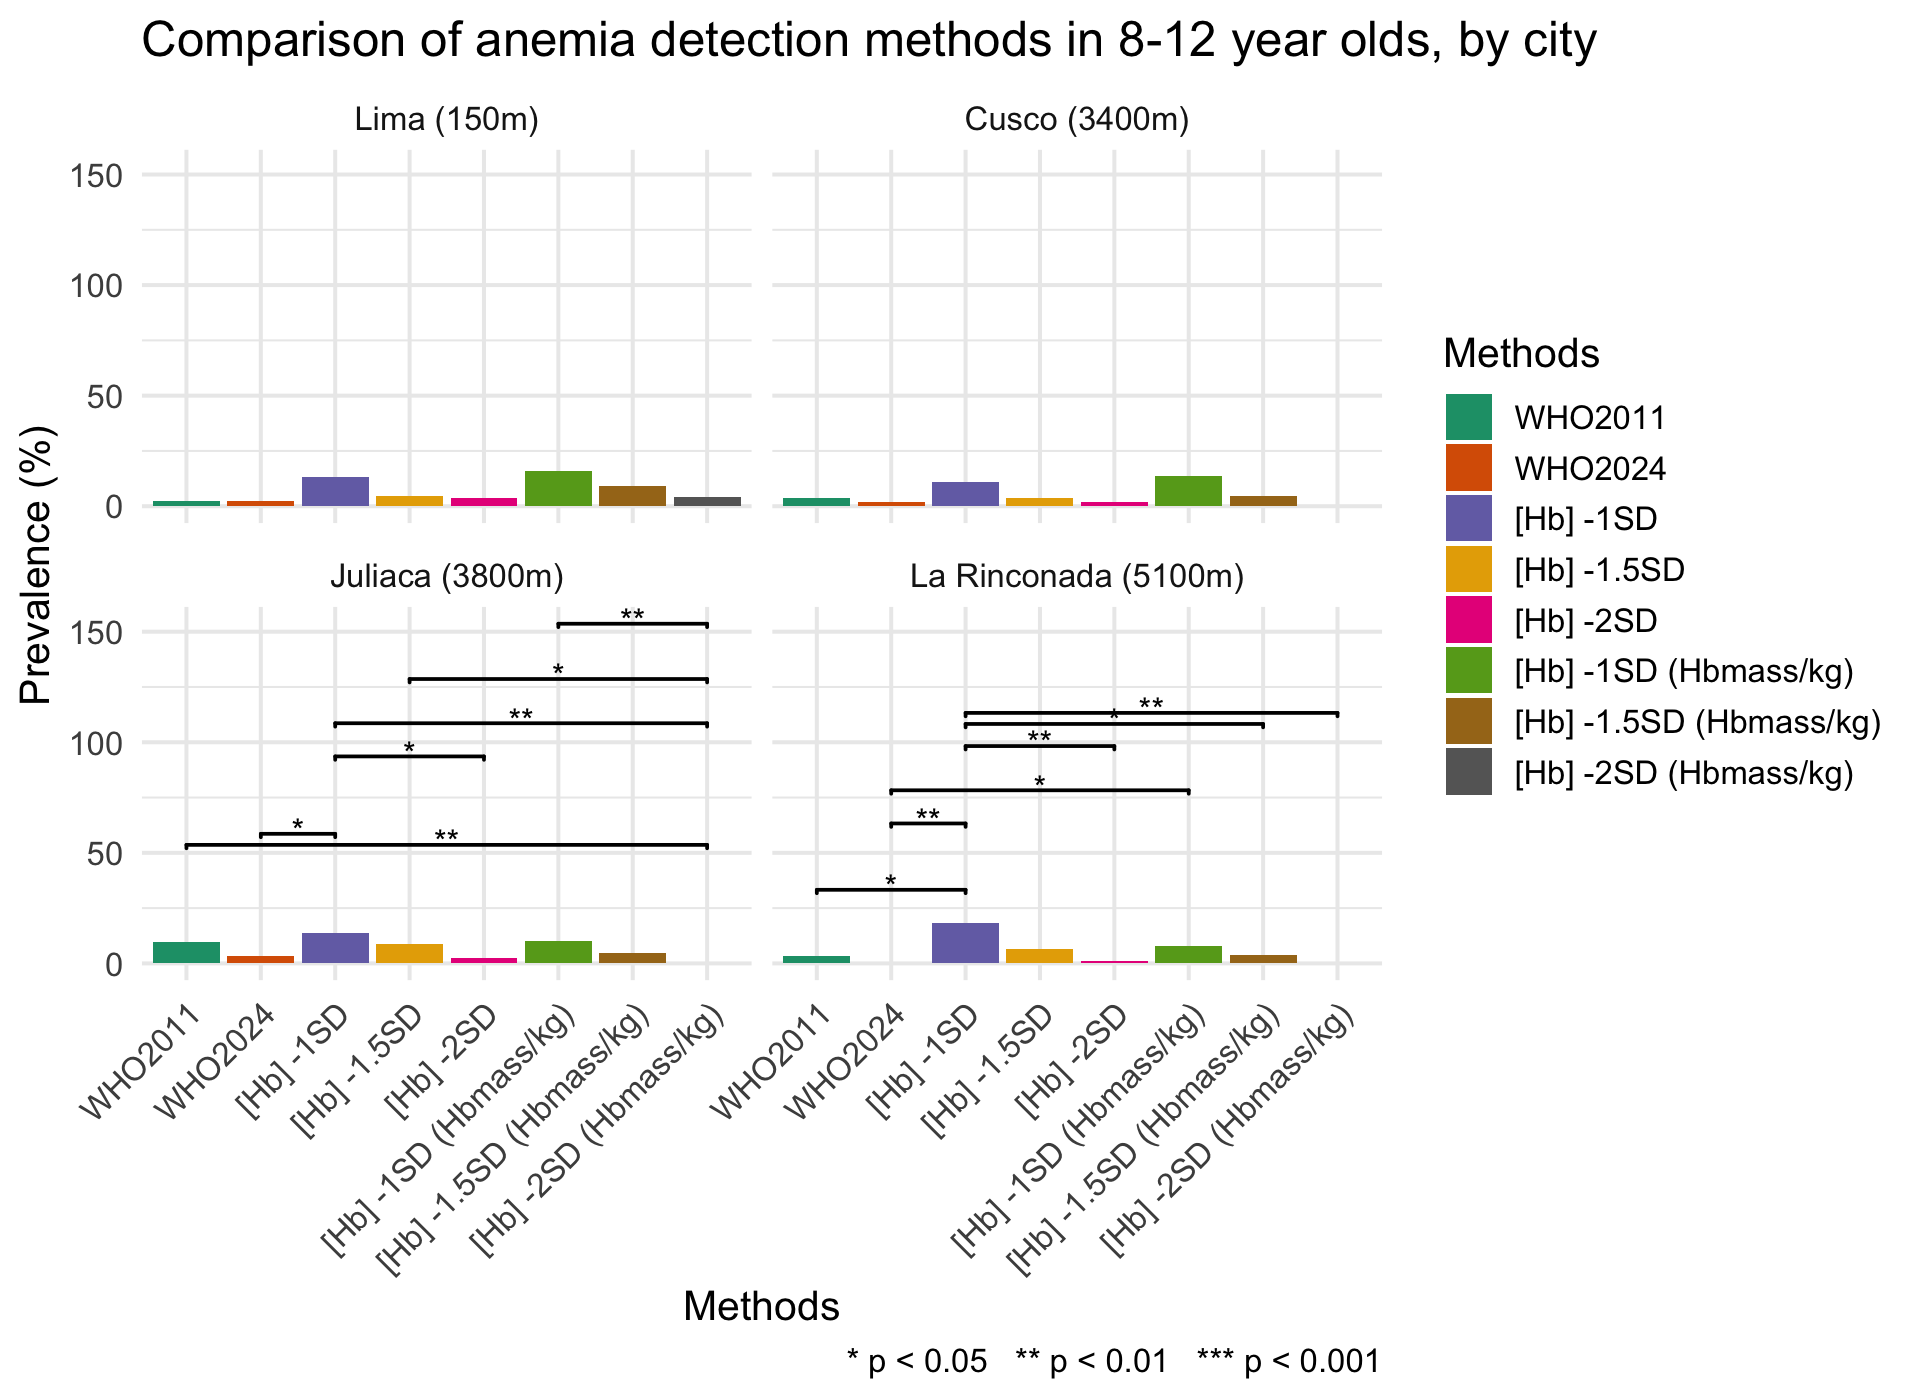 Comparison of anemia detection methods in 8-12 year olds, by city
Lima (150m)
Cusco (3400m)
150
100
50
0
Juliaca (3800m)
La Rinconada (5100m)
150
100
50
0
**
*
**
*
*
**
**
*
**
*
**
*
Prevalence (%)
WHO2011
WHO2024
[Hb] -1SD
[Hb] -1.5SD
[Hb] -2SD
[Hb] -1SD (Hbmass/kg)
[Hb] -1.5SD (Hbmass/kg)
[Hb] -2SD (Hbmass/kg)
WHO2011
WHO2024
[Hb] -1SD
[Hb] -1.5SD
[Hb] -2SD
[Hb] -1SD (Hbmass/kg)
[Hb] -1.5SD (Hbmass/kg)
[Hb] -2SD (Hbmass/kg)
Methods
* p < 0.05 ** p < 0.01 *** p < 0.001
Methods
WHO2011
WHO2024
[Hb] -1SD
[Hb] -1.5SD
[Hb] -2SD
[Hb] -1SD (Hbmass/kg)
[Hb] -1.5SD (Hbmass/kg)
[Hb] -2SD (Hbmass/kg)